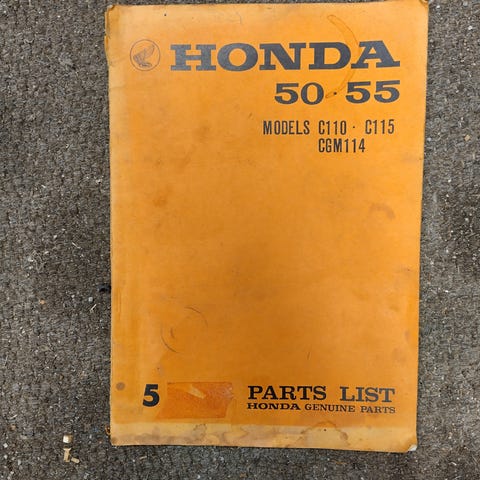 HONDA
50·55
MODELS C110 · C115
CGM114
5
PARTS LIST
HONDA GENUINE PARTS